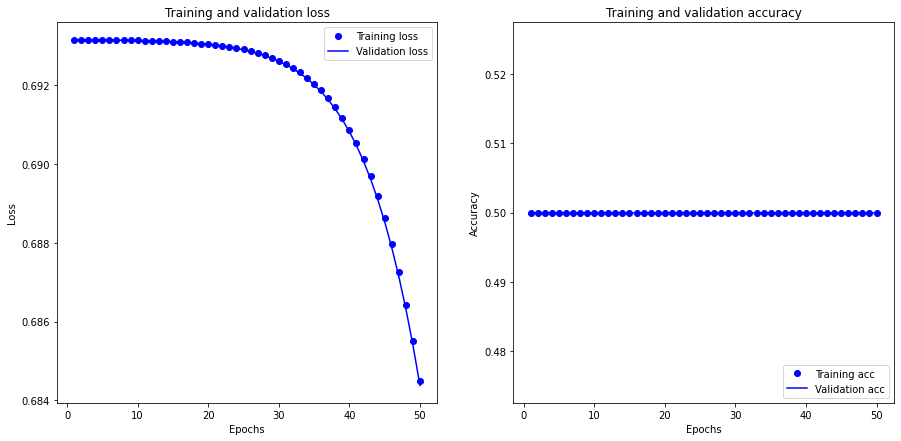 Training and validation loss
Training loss
Validation loss
0.692
0.690
0.688
0.686
0.684
Loss
0
10
20
30
40
50
Epochs
Training and validation accuracy
0.52
0.51
0.50
0.49
0.48
Accuracy
Training acc
Validation acc
0
10
20
30
40
50
Epochs